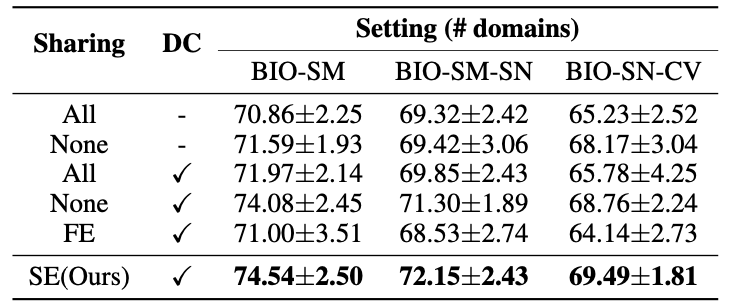 Sharing DC Setting (# domains)
BIO-SM BIO-SM-SN BIO-SN-CV
All - 70.86±2.25 69.32±2.42 65.23±2.52
None - 71.59±1.93 69.42±3.06 68.17±3.04
All ✓ 71.97±2.14 69.85±2.43 65.78±4.25
None ✓ 74.08±2.45 71.30±1.89 68.76±2.24
FE ✓ 71.00±3.51 68.53±2.74 64.14±2.73
SE(Ours) ✓ 74.54±2.50 72.15±2.43 69.49±1.81